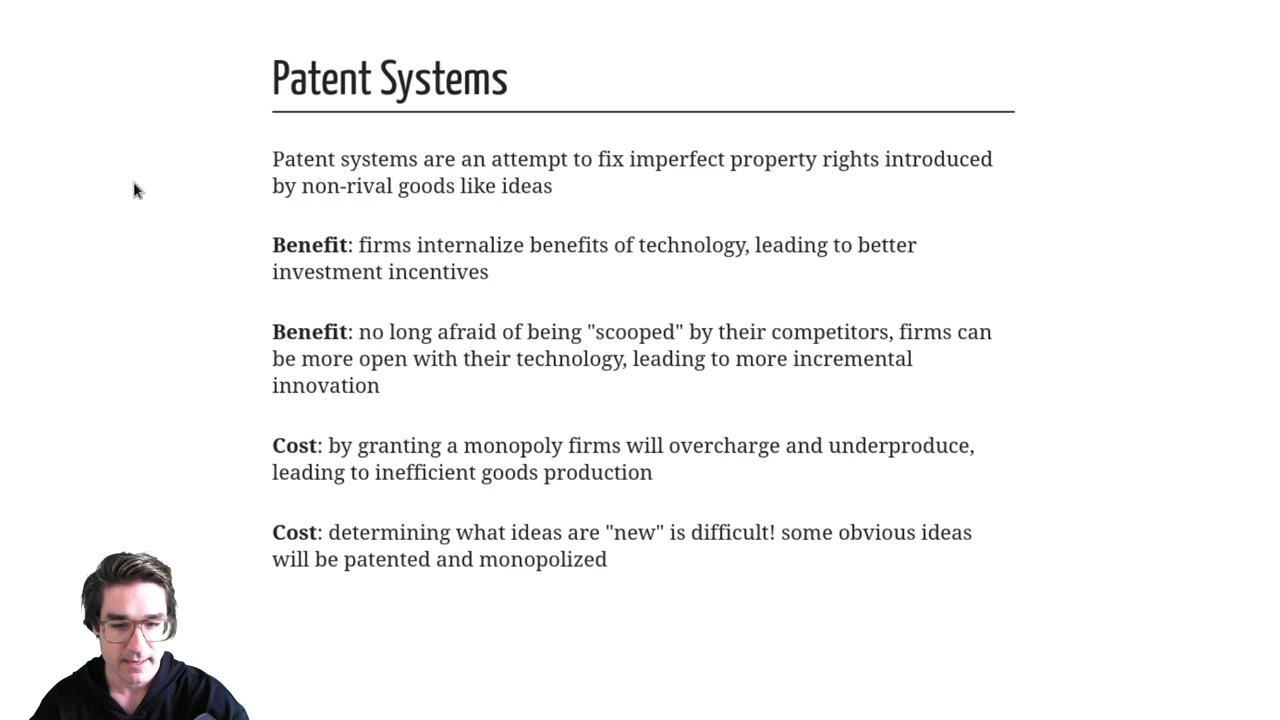 Patent Systems
Patent systems are an attempt to fix imperfect property rights introduced
by non-rival goods like ideas
Benefit: firms internalize benefits of technology, leading to better
investment incentives
Benefit: no long afraid of being "scooped" by their competitors, firms can
be more open with their technology, leading to more incremental
innovation
Cost: by granting a monopoly firms will overcharge and underproduce,
leading to inefficient goods production
Cost: determining what ideas are "new" is difficult! some obvious ideas
will be patented and monopolized